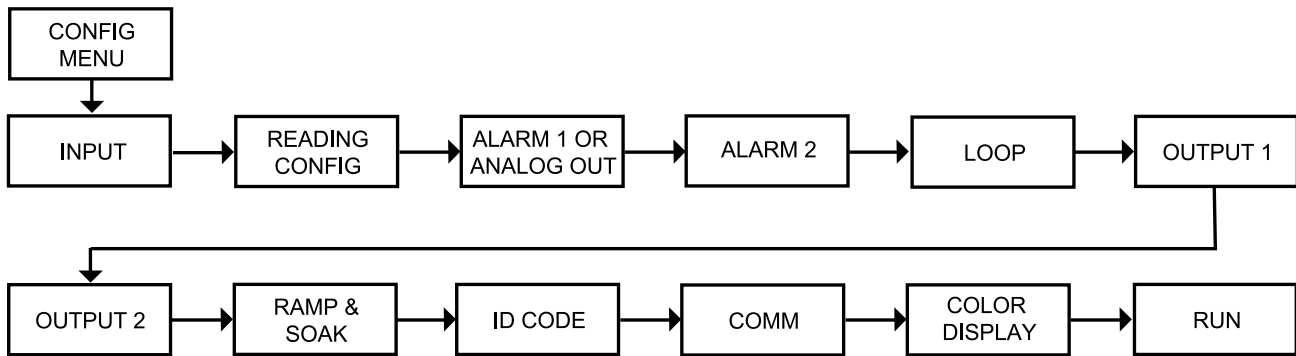 CONFIG
MENU
INPUT
READING
CONFIG
ALARM 1 OR
ANALOG OUT
ALARM 2
LOOP
OUTPUT 1
OUTPUT 2
RAMP &
SOAK
ID CODE
COMM
COLOR
DISPLAY
RUN